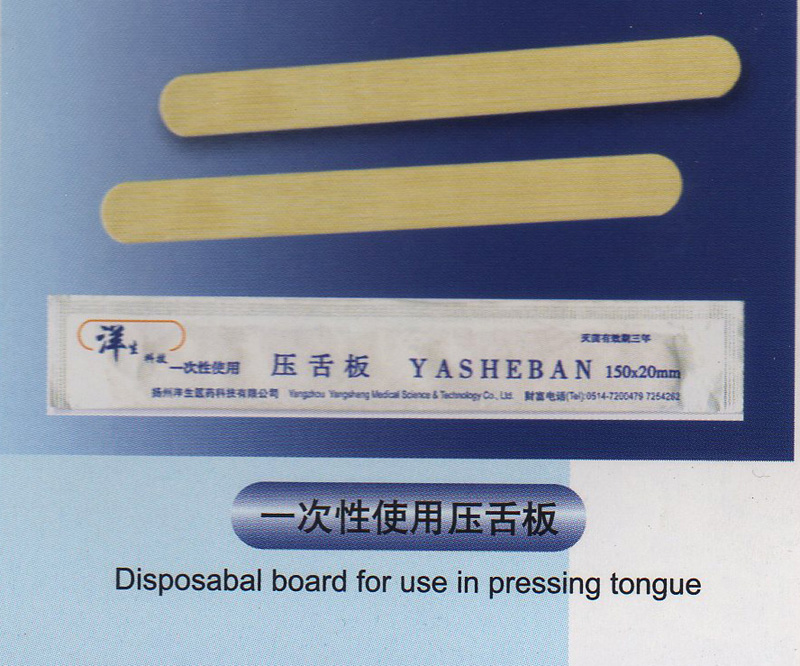 灭菌有效期三年
洋生科技
一次性使用 压舌板 YASHEBAN 150x20mm
扬州洋生医药科技有限公司 Yangzhou Yangsheng Medical Science & Technology Co., Ltd. 财富电话(Tel):0514-7200479 7254262
一次性使用压舌板
Disposabal board for use in pressing tongue